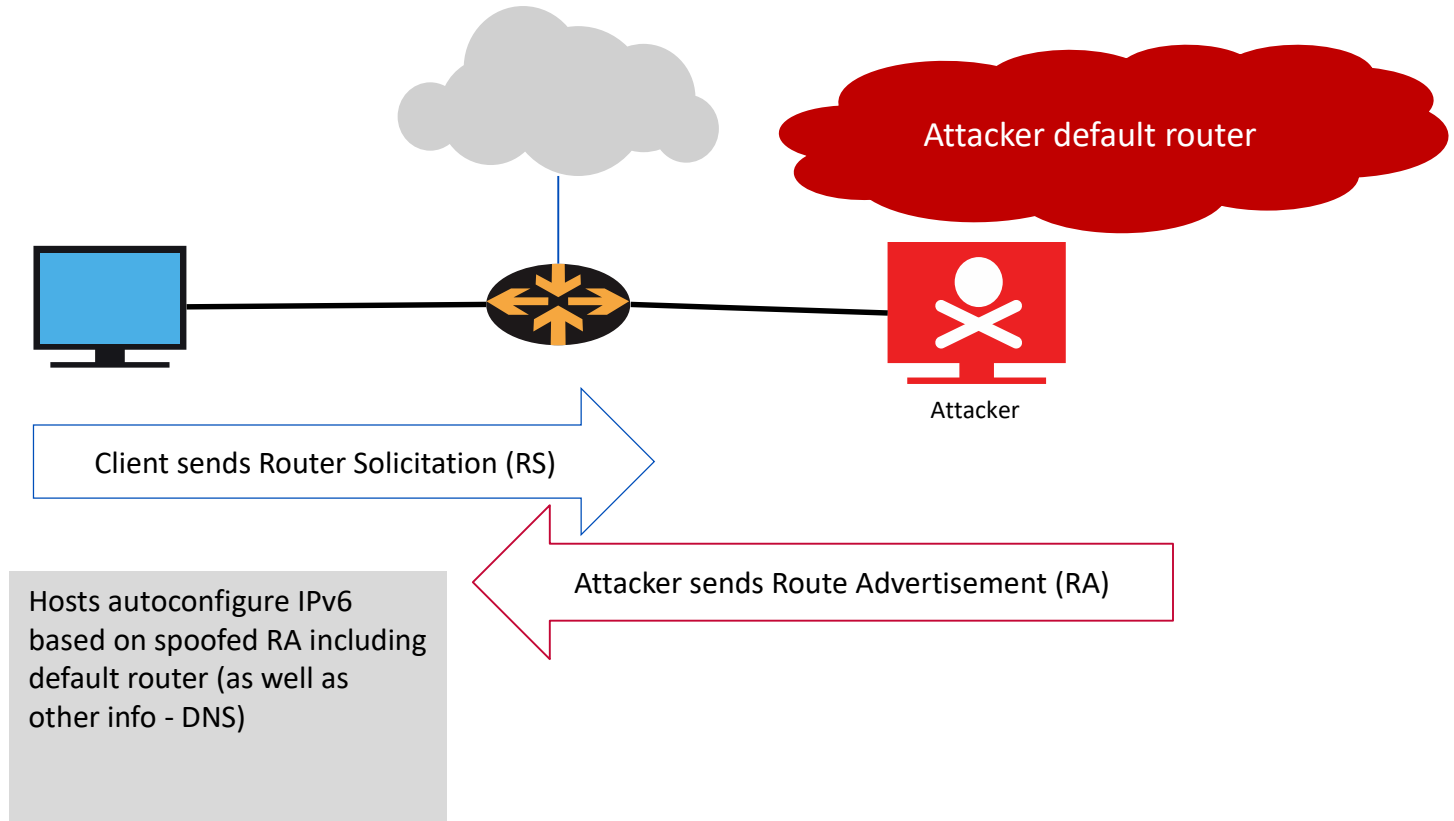 Attacker default router
Attacker
Client sends Router Solicitation (RS)
Attacker sends Route Advertisement (RA)
Hosts autoconfigure IPv6
based on spoofed RA including
default router (as well as
other info - DNS)